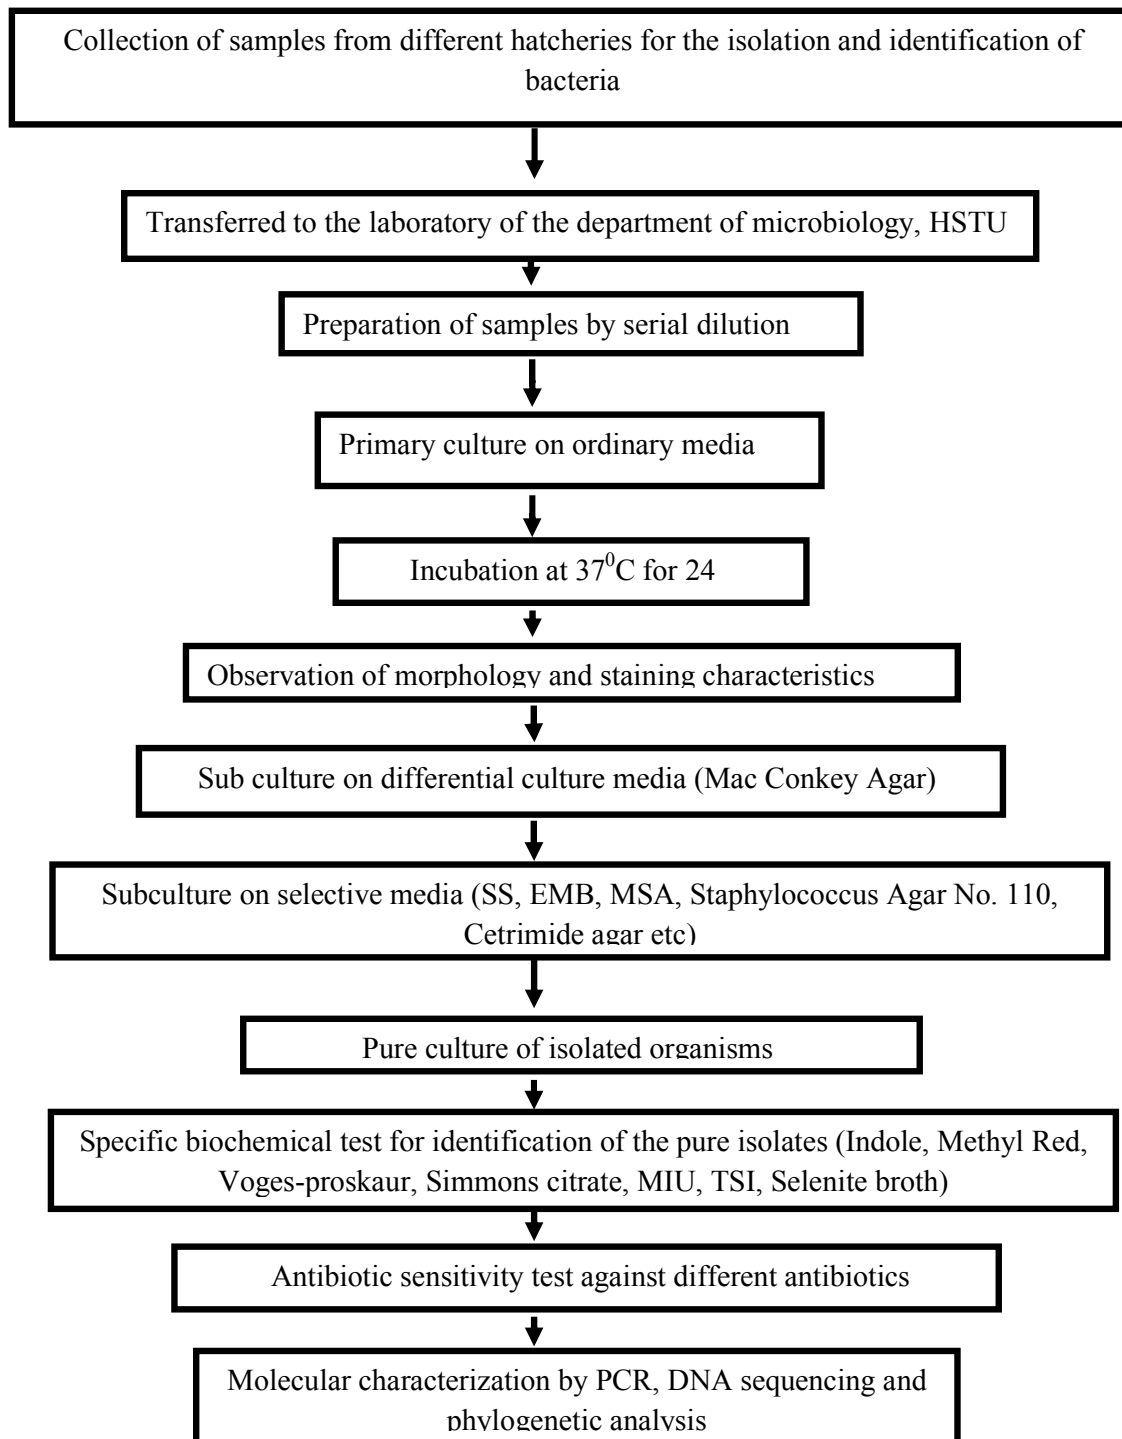 Collection of samples from different hatcheries for the isolation and identification of
bacteria
Transferred to the laboratory of the department of microbiology, HSTU
Preparation of samples by serial dilution
Primary culture on ordinary media
Incubation at 37⁰C for 24
Observation of morphology and staining characteristics
Sub culture on differential culture media (Mac Conkey Agar)
Subculture on selective media (SS, EMB, MSA, Staphylococcus Agar No. 110,
Cetrimide agar etc)
Pure culture of isolated organisms
Specific biochemical test for identification of the pure isolates (Indole, Methyl Red,
Voges-proskaur, Simmons citrate, MIU, TSI, Selenite broth)
Antibiotic sensitivity test against different antibiotics
Molecular characterization by PCR, DNA sequencing and
phylogenetic analysis